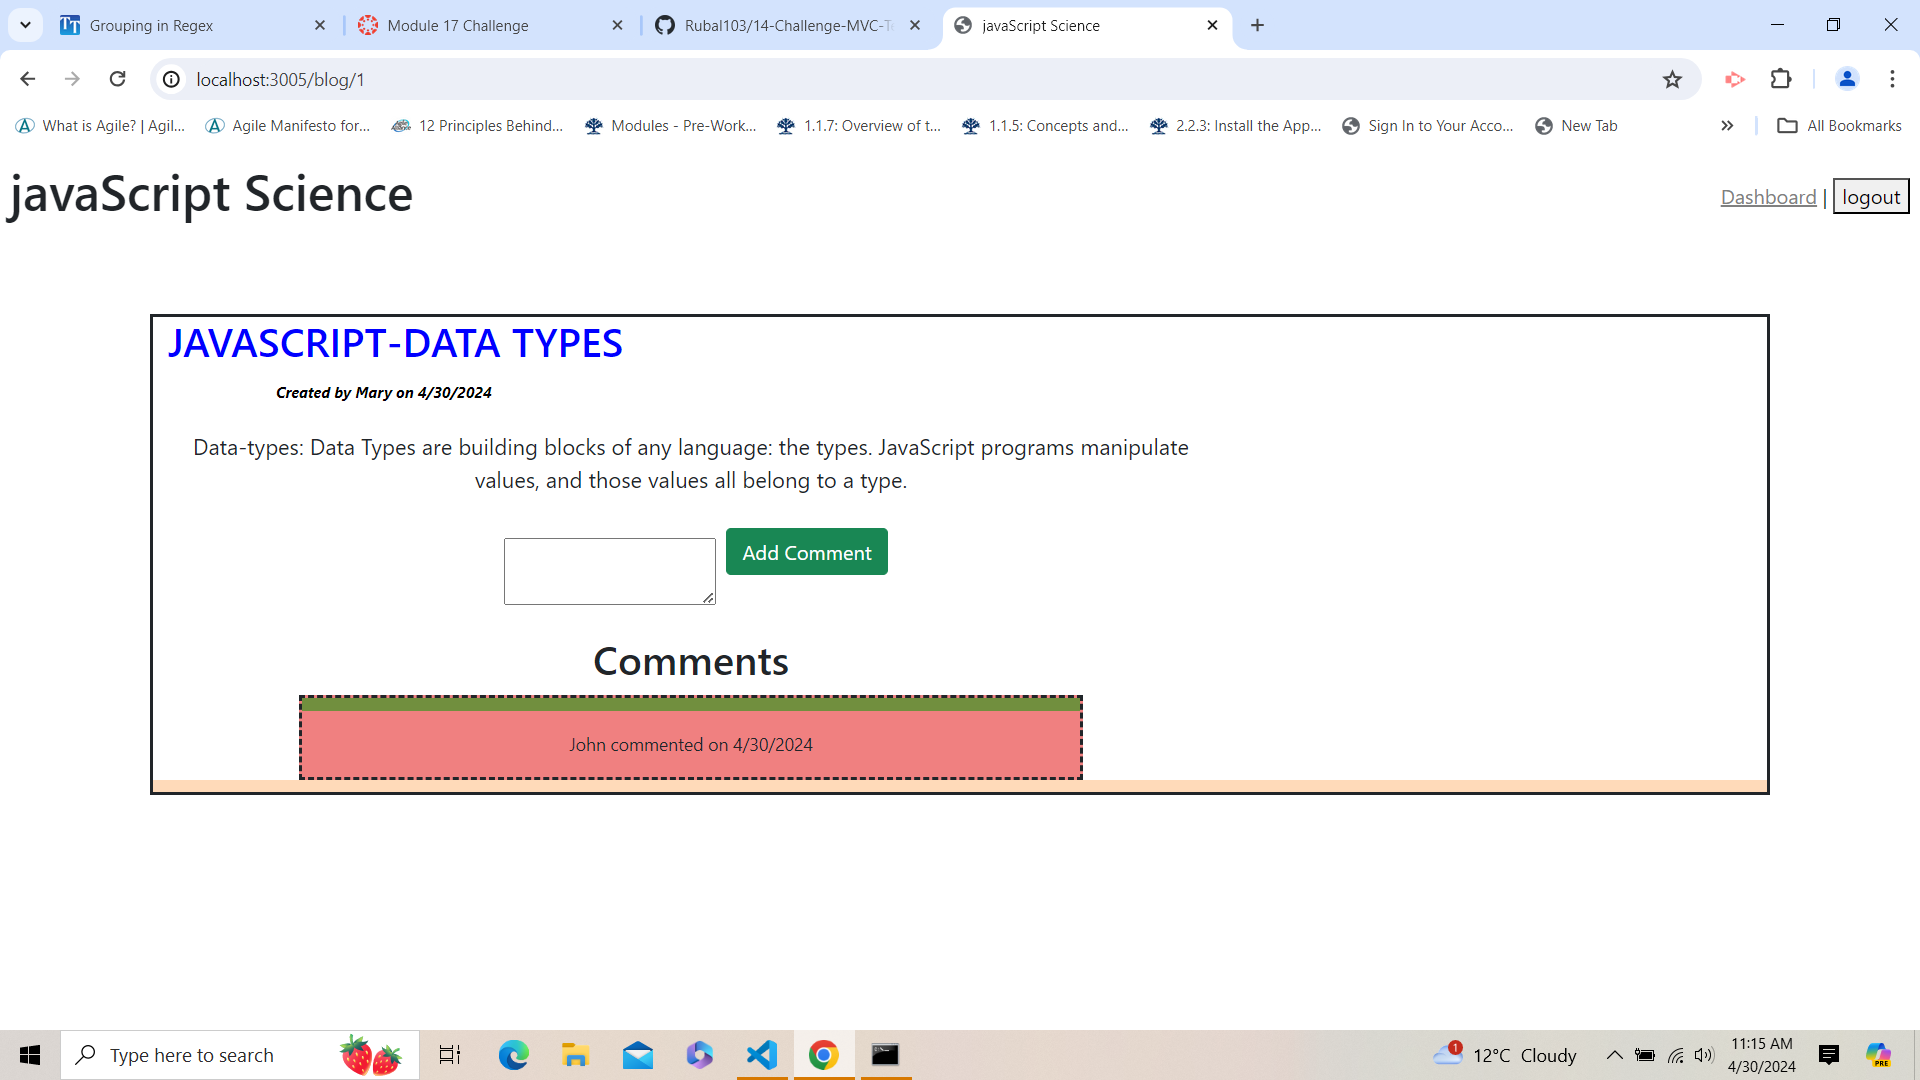 Grouping in Regex
Module 17 Challenge
Rubal103/14-Challenge-MVC-T
javaScript Science
localhost:3005/blog/1
What is Agile? | Agil...
Agile Manifesto for...
12 Principles Behind...
Modules - Pre-Work...
1.1.7: Overview of t...
1.1.5: Concepts and...
2.2.3: Install the App...
Sign In to Your Acco...
New Tab
All Bookmarks
javaScript Science
Dashboard | logout
JAVASCRIPT-DATA TYPES
Created by Mary on 4/30/2024
Data-types: Data Types are building blocks of any language: the types. JavaScript programs manipulate
values, and those values all belong to a type.
Add Comment
Comments
John commented on 4/30/2024
Type here to search
1
12°C Cloudy
11:15 AM
4/30/2024
PRE